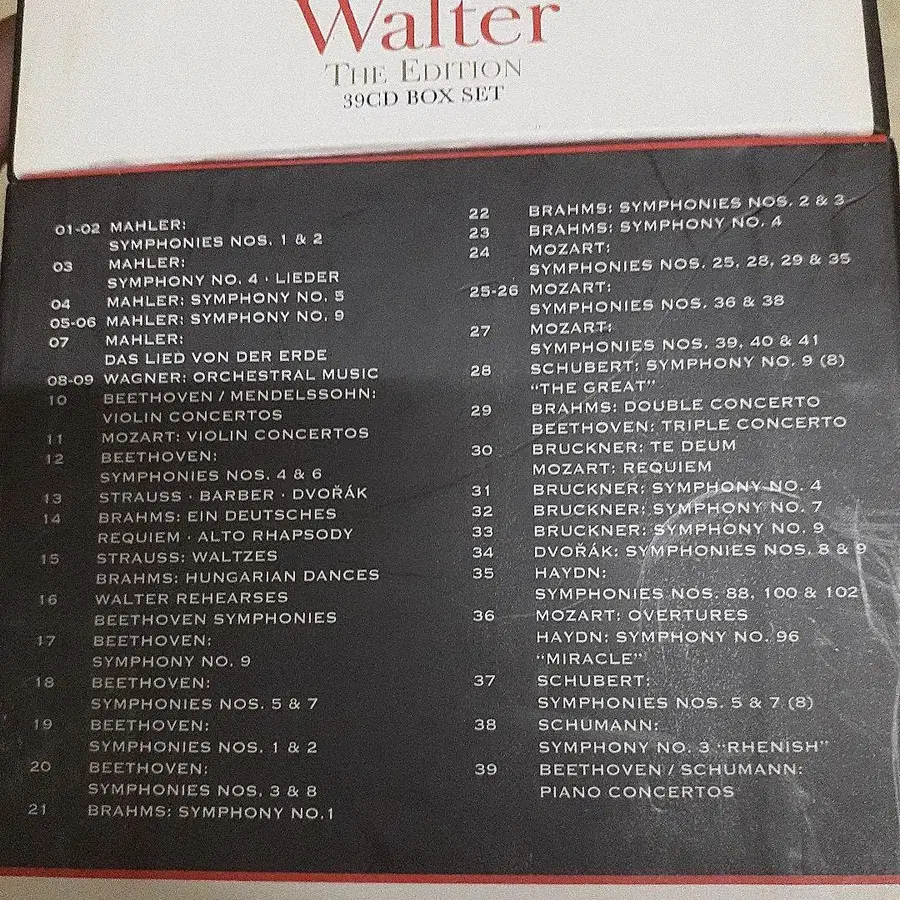 Walter
THE EDITION
39CD BOX SET
01-02 MAHLER:
SYMPHONIES NOS. 1 & 2
03 MAHLER:
SYMPHONY NO. 4 · LIEDER
04 MAHLER: SYMPHONY NO. 5
05-06 MAHLER: SYMPHONY NO. 9
07 MAHLER:
DAS LIED VON DER ERDE
08-09 WAGNER: ORCHESTRAL MUSIC
10 BEETHOVEN / MENDELSSOHN:
VIOLIN CONCERTOS
11 MOZART: VIOLIN CONCERTOS
12 BEETHOVEN:
SYMPHONIES NOS. 4 & 6
13 STRAUSS · BARBER · DVOŘÁK
14 BRAHMS: EIN DEUTSCHES
REQUIEM · ALTO RHAPSODY
15 STRAUSS: WALTZES
BRAHMS: HUNGARIAN DANCES
16 WALTER REHEARSES
BEETHOVEN SYMPHONIES
17 BEETHOVEN:
SYMPHONY NO. 9
18 BEETHOVEN:
SYMPHONIES NOS. 5 & 7
19 BEETHOVEN:
SYMPHONIES NOS. 1 & 2
20 BEETHOVEN:
SYMPHONIES NOS. 3 & 8
21 BRAHMS: SYMPHONY NO.1
22 BRAHMS: SYMPHONIES NOS. 2 & 3
23 BRAHMS: SYMPHONY NO. 4
24 MOZART:
SYMPHONIES NOS. 25, 28, 29 & 35
25-26 MOZART:
SYMPHONIES NOS. 36 & 38
27 MOZART:
SYMPHONIES NOS. 39, 40 & 41
28 SCHUBERT: SYMPHONY NO. 9 (8)
“THE GREAT”
29 BRAHMS: DOUBLE CONCERTO
BEETHOVEN: TRIPLE CONCERTO
30 BRUCKNER: TE DEUM
MOZART: REQUIEM
31 BRUCKNER: SYMPHONY NO. 4
32 BRUCKNER: SYMPHONY NO. 7
33 BRUCKNER: SYMPHONY NO. 9
34 DVOŘÁK: SYMPHONIES NOS. 8 & 9
35 HAYDN:
SYMPHONIES NOS. 88, 100 & 102
36 MOZART: OVERTURES
HAYDN: SYMPHONY NO. 96
“MIRACLE”
37 SCHUBERT:
SYMPHONIES NOS. 5 & 7 (8)
38 SCHUMANN:
SYMPHONY NO. 3 “RHENISH”
39 BEETHOVEN / SCHUMANN:
PIANO CONCERTOS